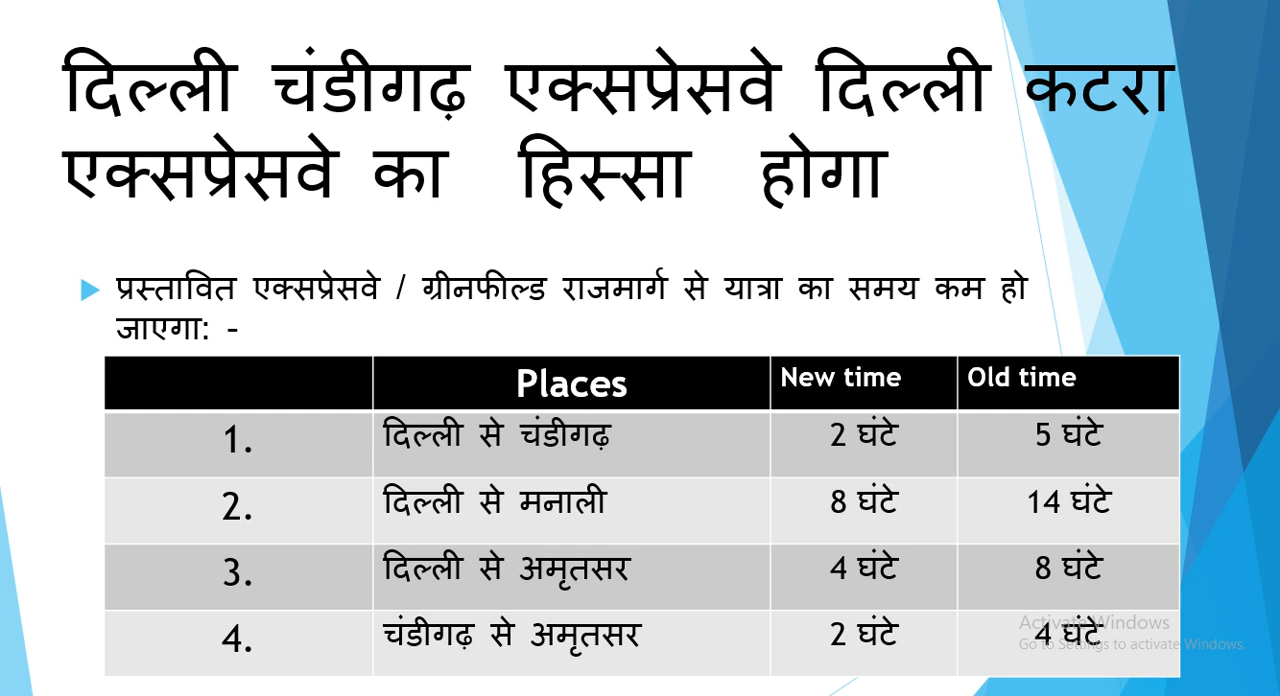 दिल्ली चंडीगढ़ एक्सप्रेसवे दिल्ली कटरा
एक्सप्रेसवे का हिस्सा होगा
प्रस्तावित एक्सप्रेसवे / ग्रीनफील्ड राजमार्ग से यात्रा का समय कम हो
जाएगा: -
Places New time Old time
1. दिल्ली से चंडीगढ़ 2 घंटे 5 घंटे
2. दिल्ली से मनाली 8 घंटे 14 घंटे
3. दिल्ली से अमृतसर 4 घंटे 8 घंटे
4. चंडीगढ़ से अमृतसर 2 घंटे 4 घंटे
Activate Windows
Go to Settings to activate Windows.